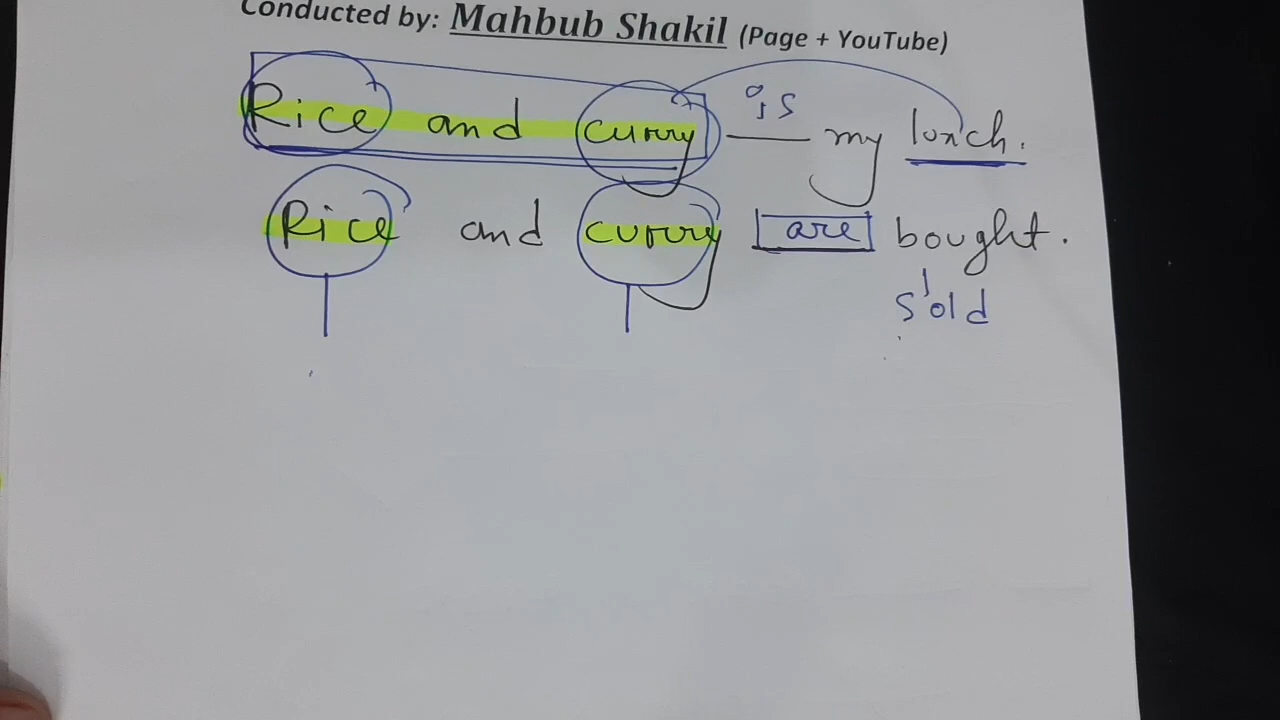 Conducted by: Mahbub Shakil (Page + YouTube)
Rice and curry is my lunch.
Rice and curry are bought.
sold